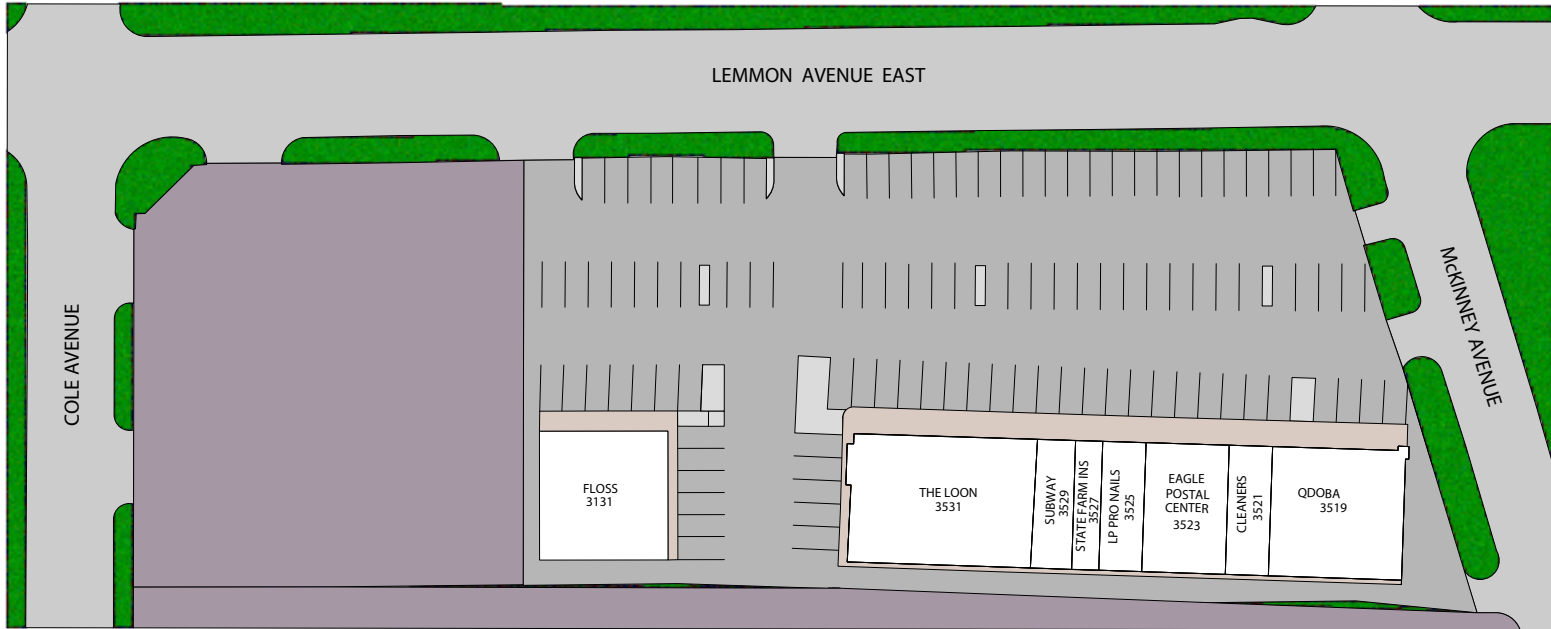 LEMMON AVENUE EAST
COLE AVENUE
McKINNEY AVENUE
FLOSS
3131
THE LOON
3531
SUBWAY
3529
STATE FARM INS
3527
LP PRO NAILS
3525
EAGLE
POSTAL
CENTER
3523
CLEANERS
3521
QDOBA
3519